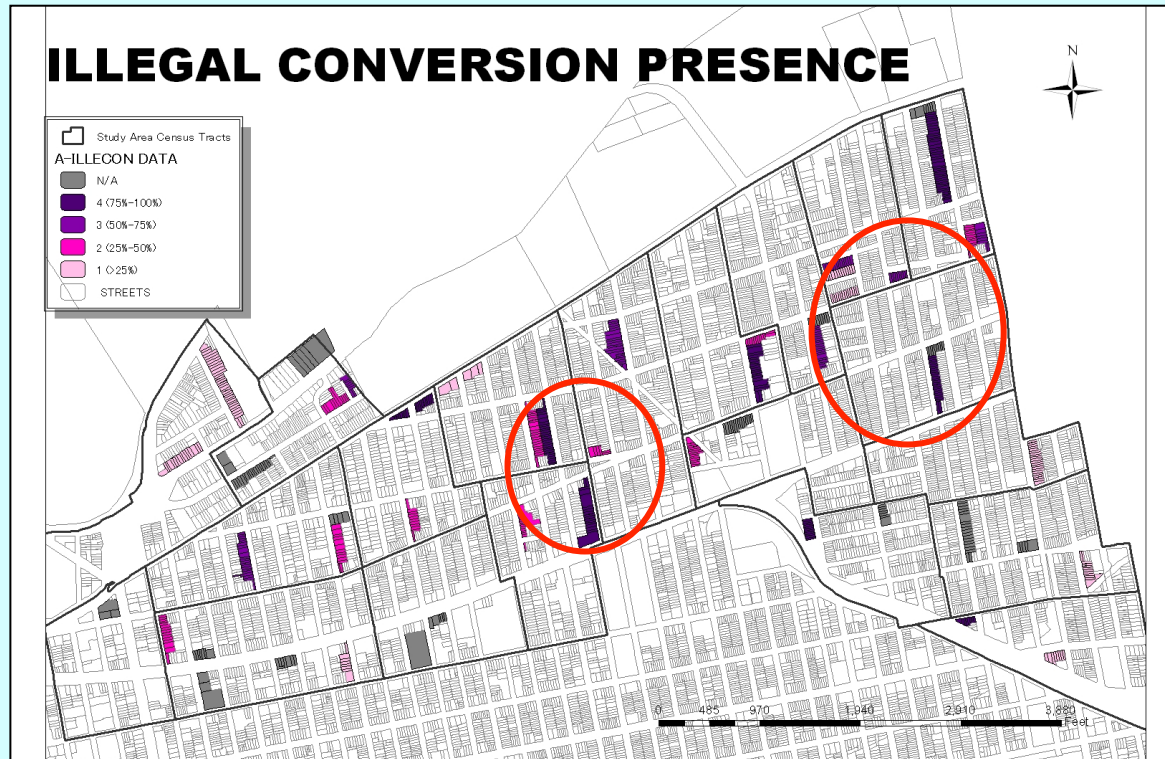 ILLEGAL CONVERSION PRESENCE
N
Study Area Census Tracts
A-ILLECON DATA
N/A
4 (75%-100%)
3 (50%-75%)
2 (25%-50%)
1 (>25%)
STREETS
0 485 970 1,940 2,910 3,880
Feet